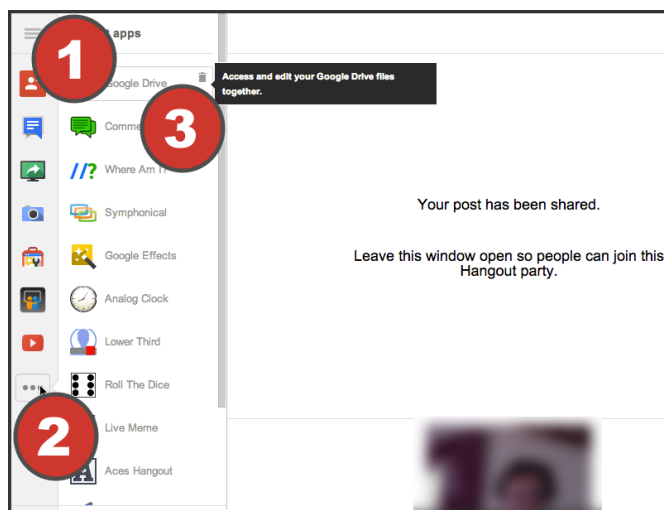 1
apps
Google Drive
Access and edit your Google Drive files
together.
3
//?
Where Am I?
Symphonical
Google Effects
Analog Clock
Lower Third
Roll The Dice
2
Live Meme
A
Aces Hangout
Your post has been shared.
Leave this window open so people can join this
Hangout party.